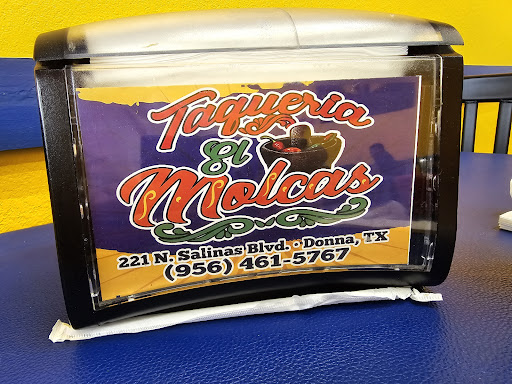 Taqueria
El
Molcas
221 N. Salinas Blvd. • Donna, TX
(956) 461-5767